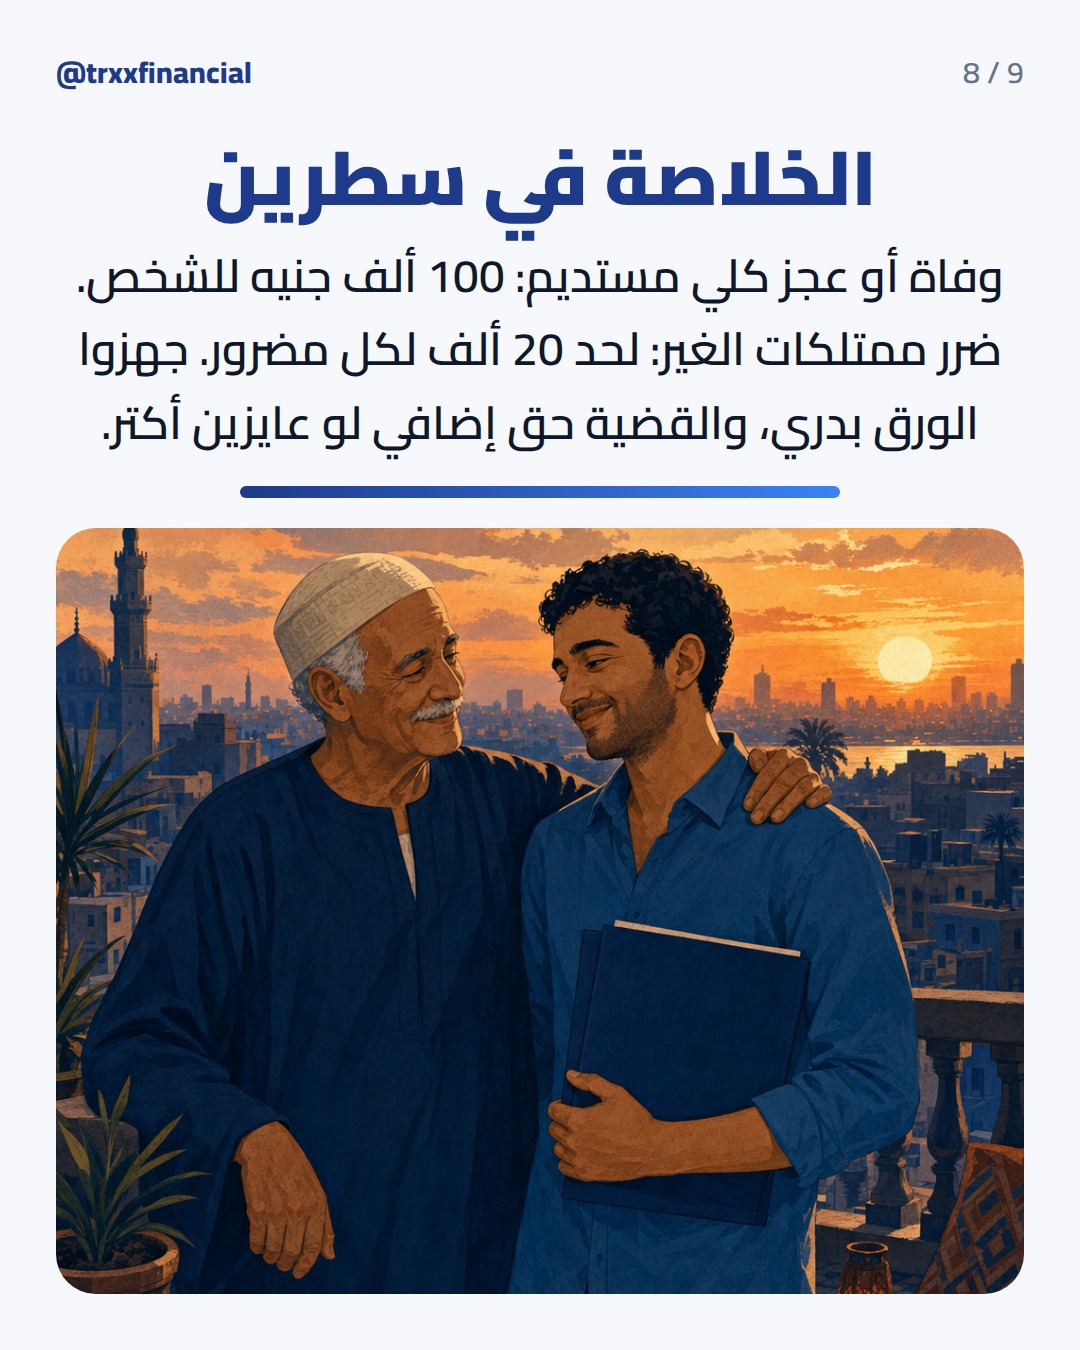 @trxxfinancial
8 / 9
الخلاصة في سطرين
وفاة أو عجز كلي مستديم: 100 ألف جنيه للشخص.
ضرر ممتلكات الغير: لحد 20 ألف لكل مضرور. جهزوا
الورق بدري، والقضية حق إضافي لو عايزين أكتر.